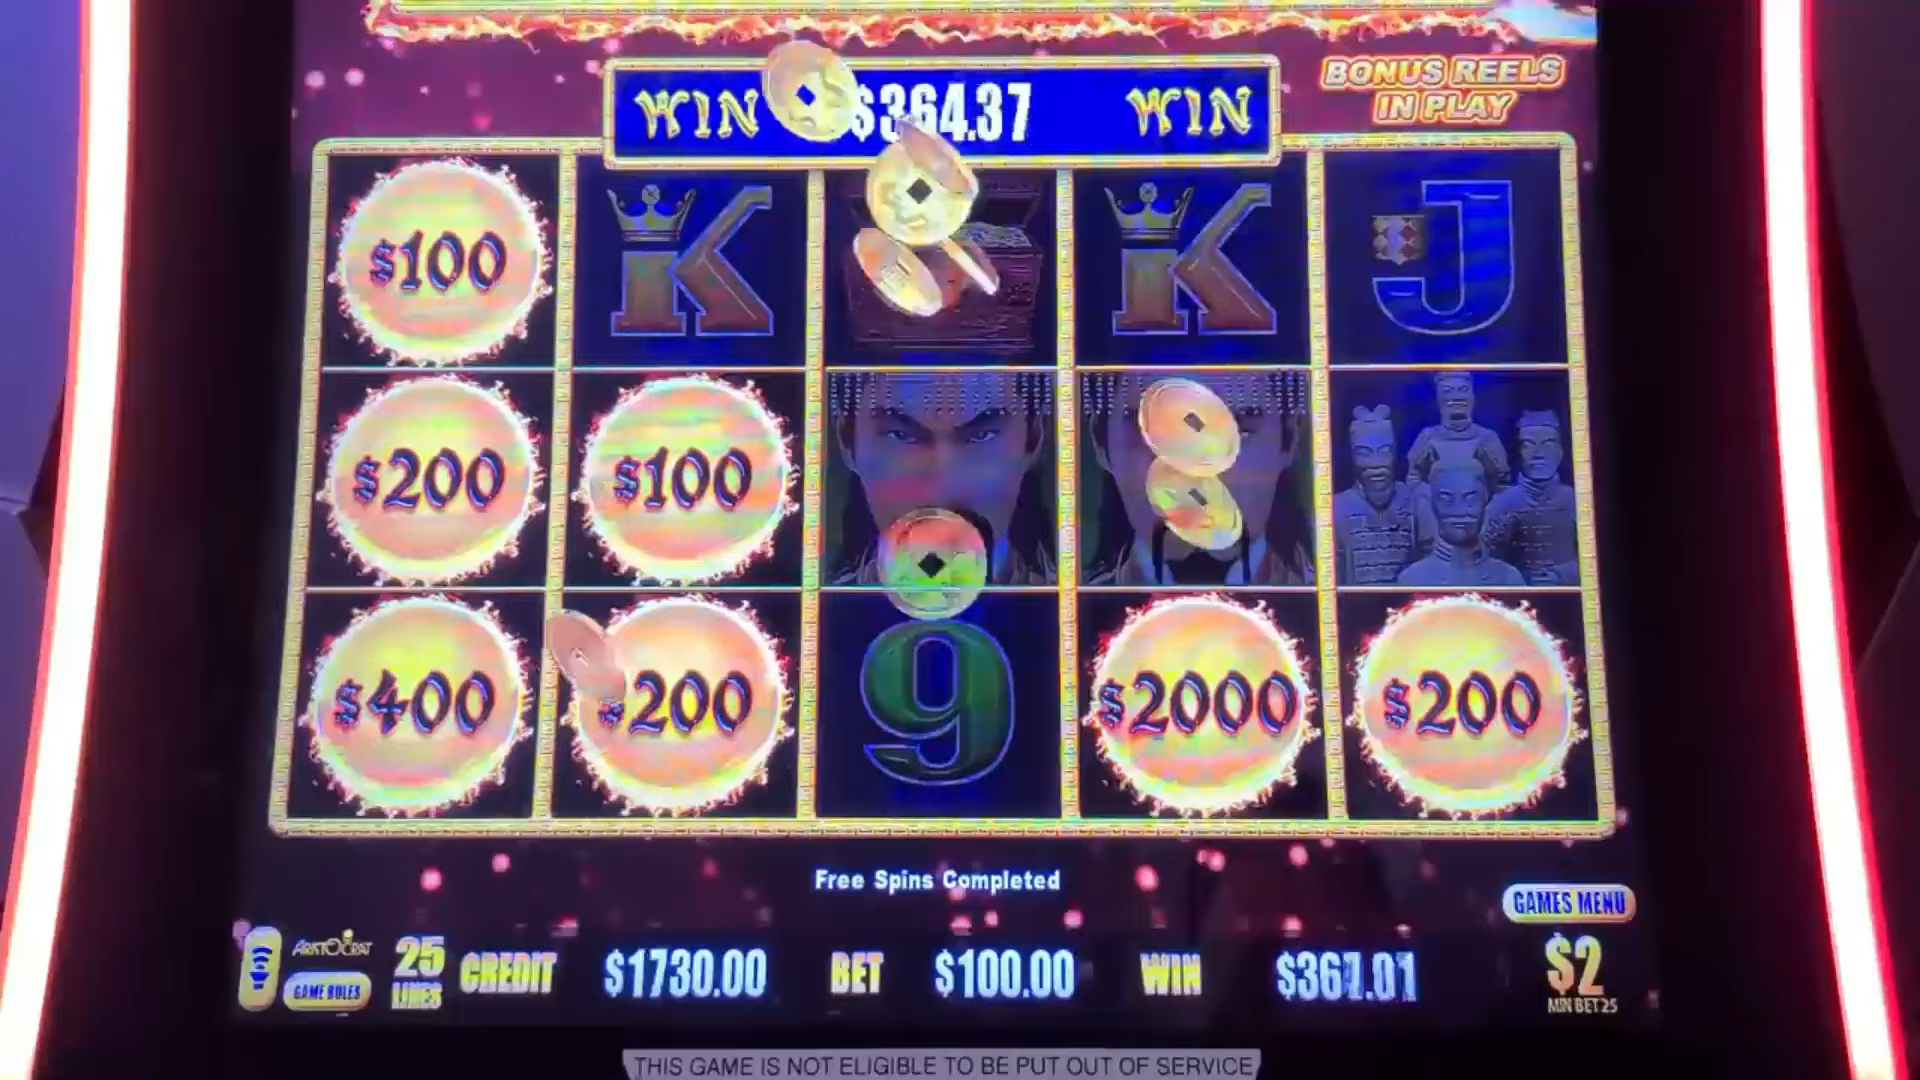 WIN $364.37 WIN
BONUS REELS
IN PLAY
$100 K K J
$200 $100
$400 $200 9 $2000 $200
Free Spins Completed
GAMES MENU
ARISTOCRAT
GAME RULES
25
LINES
CREDIT $1730.00 BET $100.00 WIN $367.01
$2
MIN BET 25
THIS GAME IS NOT ELIGIBLE TO BE PUT OUT OF SERVICE